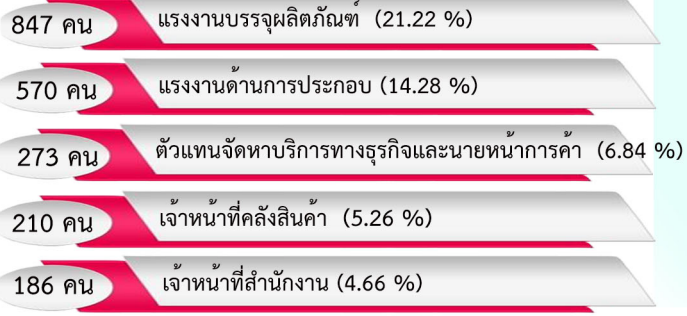 847 คน แรงงานบรรจุผลิตภัณฑ์ (21.22 %)
570 คน แรงงานด้านการประกอบ (14.28 %)
273 คน ตัวแทนจัดหาบริการทางธุรกิจและนายหน้าการค้า (6.84 %)
210 คน เจ้าหน้าที่คลังสินค้า (5.26 %)
186 คน เจ้าหน้าที่สำนักงาน (4.66 %)